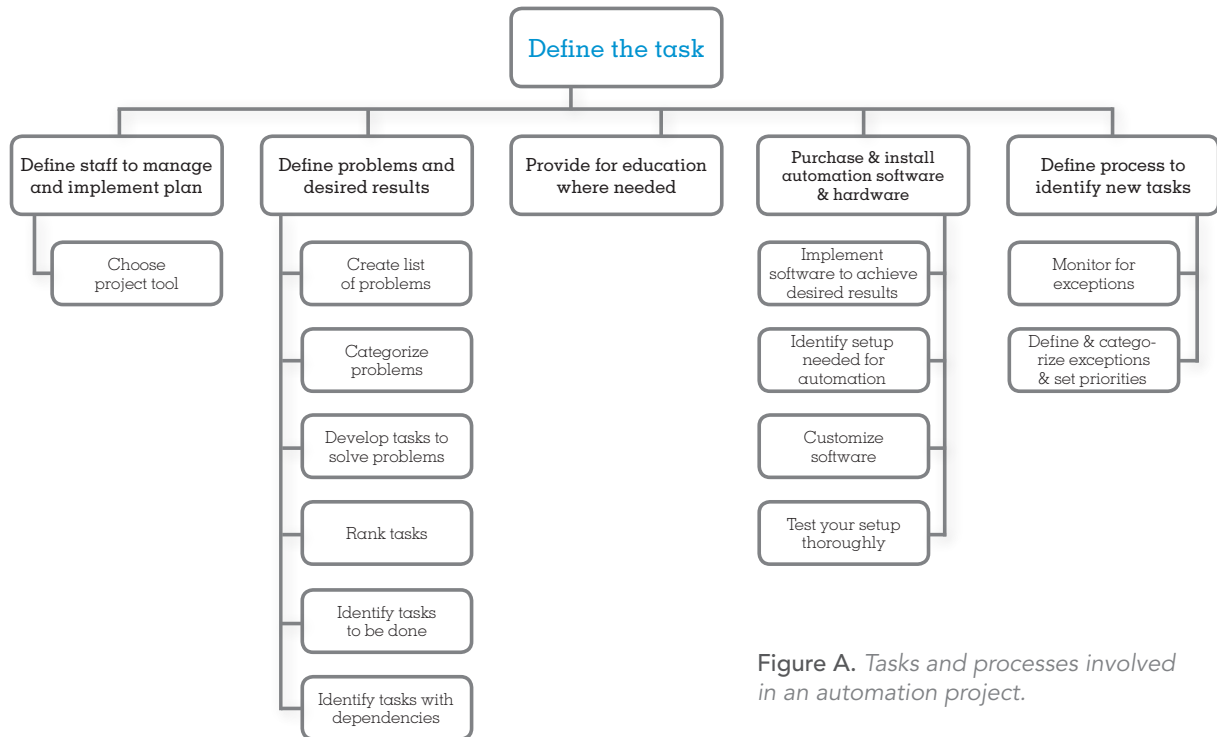 Define the task
Define staff to manage
and implement plan
Choose
project tool
Define problems and
desired results
Create list
of problems
Categorize
problems
Develop tasks to
solve problems
Rank tasks
Identify tasks
to be done
Identify tasks with
dependencies
Provide for education
where needed
Purchase & install
automation software
& hardware
Implement
software to achieve
desired results
Identify setup
needed for
automation
Customize
software
Test your setup
thoroughly
Define process to
identify new tasks
Monitor for
exceptions
Define & catego-
rize exceptions
& set priorities
Figure A. Tasks and processes involved
in an automation project.